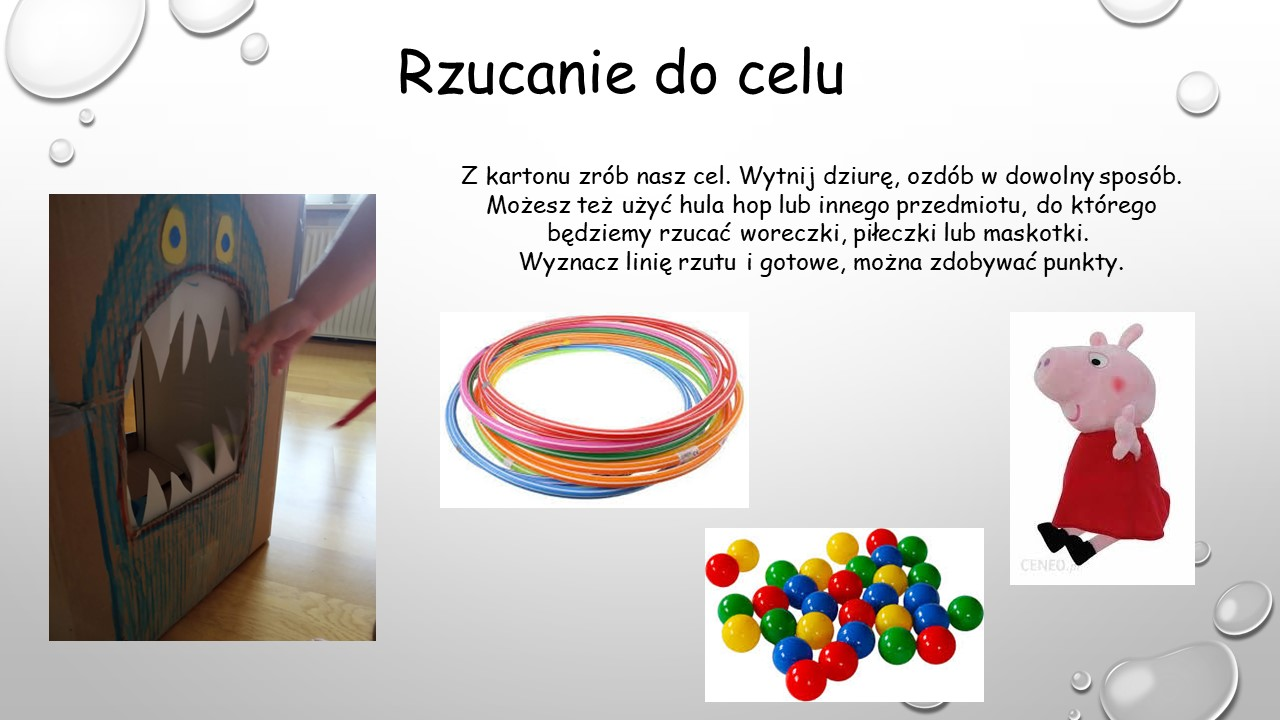 Rzucanie do celu
Z kartonu zrób nasz cel. Wytnij dziurę, ozdób w dowolny sposób.
Możesz też użyć hula hop lub innego przedmiotu, do którego
będziemy rzucać woreczki, piłeczki lub maskotki.
Wyznacz linię rzutu i gotowe, można zdobywać punkty.
CENEO.pl